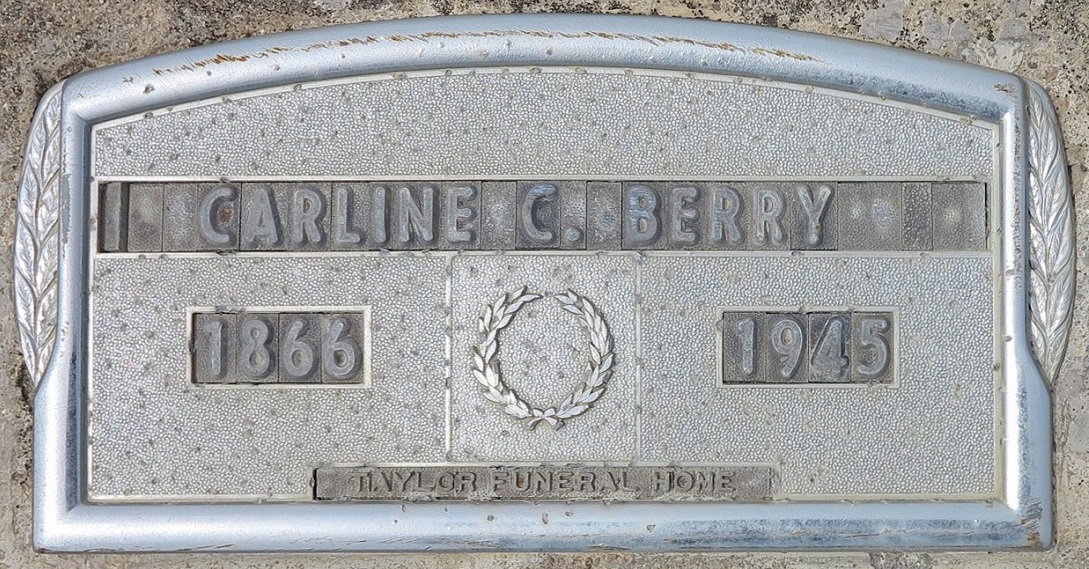 CARLINE C. BERRY
1866
1945
TAYLOR FUNERAL HOME